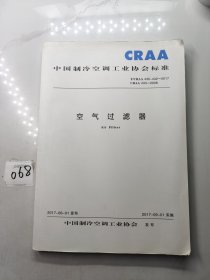 CRAA
中国制冷空调工业协会标准
空气过滤器
Air Filter
068
2017-05-01 发布
2017-05-01 实施
中国制冷空调工业协会 发布